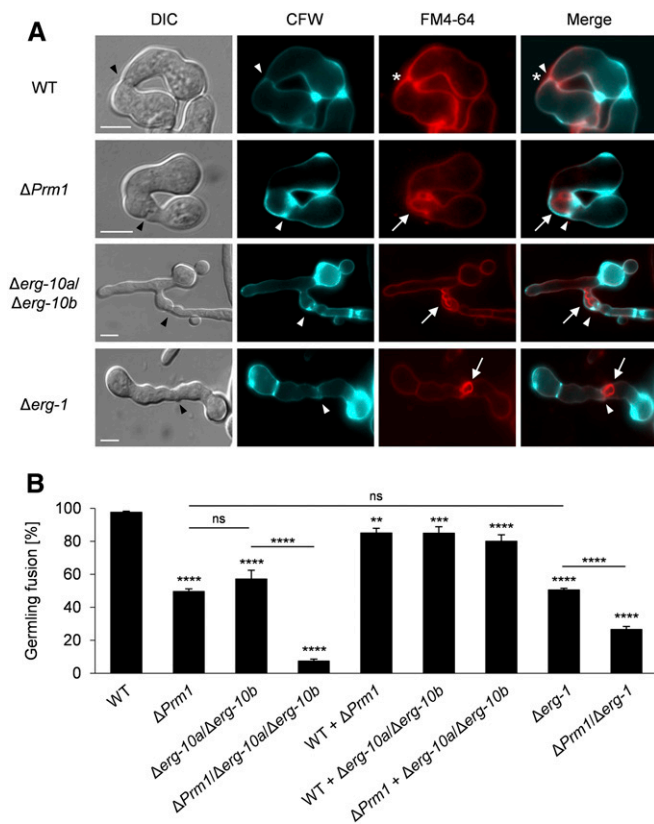 A
DIC CFW FM4-64 Merge
WT
*
*
ΔPrm1
Δerg-10a/
Δerg-10b
Δerg-1
B
Germling fusion [%]
100
80
60
40
20
0
ns
ns
****
****
****
****
**
***
****
****
****
****
WT
ΔPrm1
Δerg-10a/Δerg-10b
ΔPrm1/Δerg-10a/Δerg-10b
WT + ΔPrm1
WT + Δerg-10a/Δerg-10b
ΔPrm1 + Δerg-10a/Δerg-10b
Δerg-1
ΔPrm1/Δerg-1